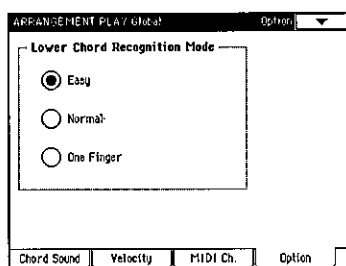 ARRANGEMENT PLAY Global Option
Lower Chord Recognition Mode
Easy
Normal
One Finger
Chord Sound Velocity MIDI Ch. Option